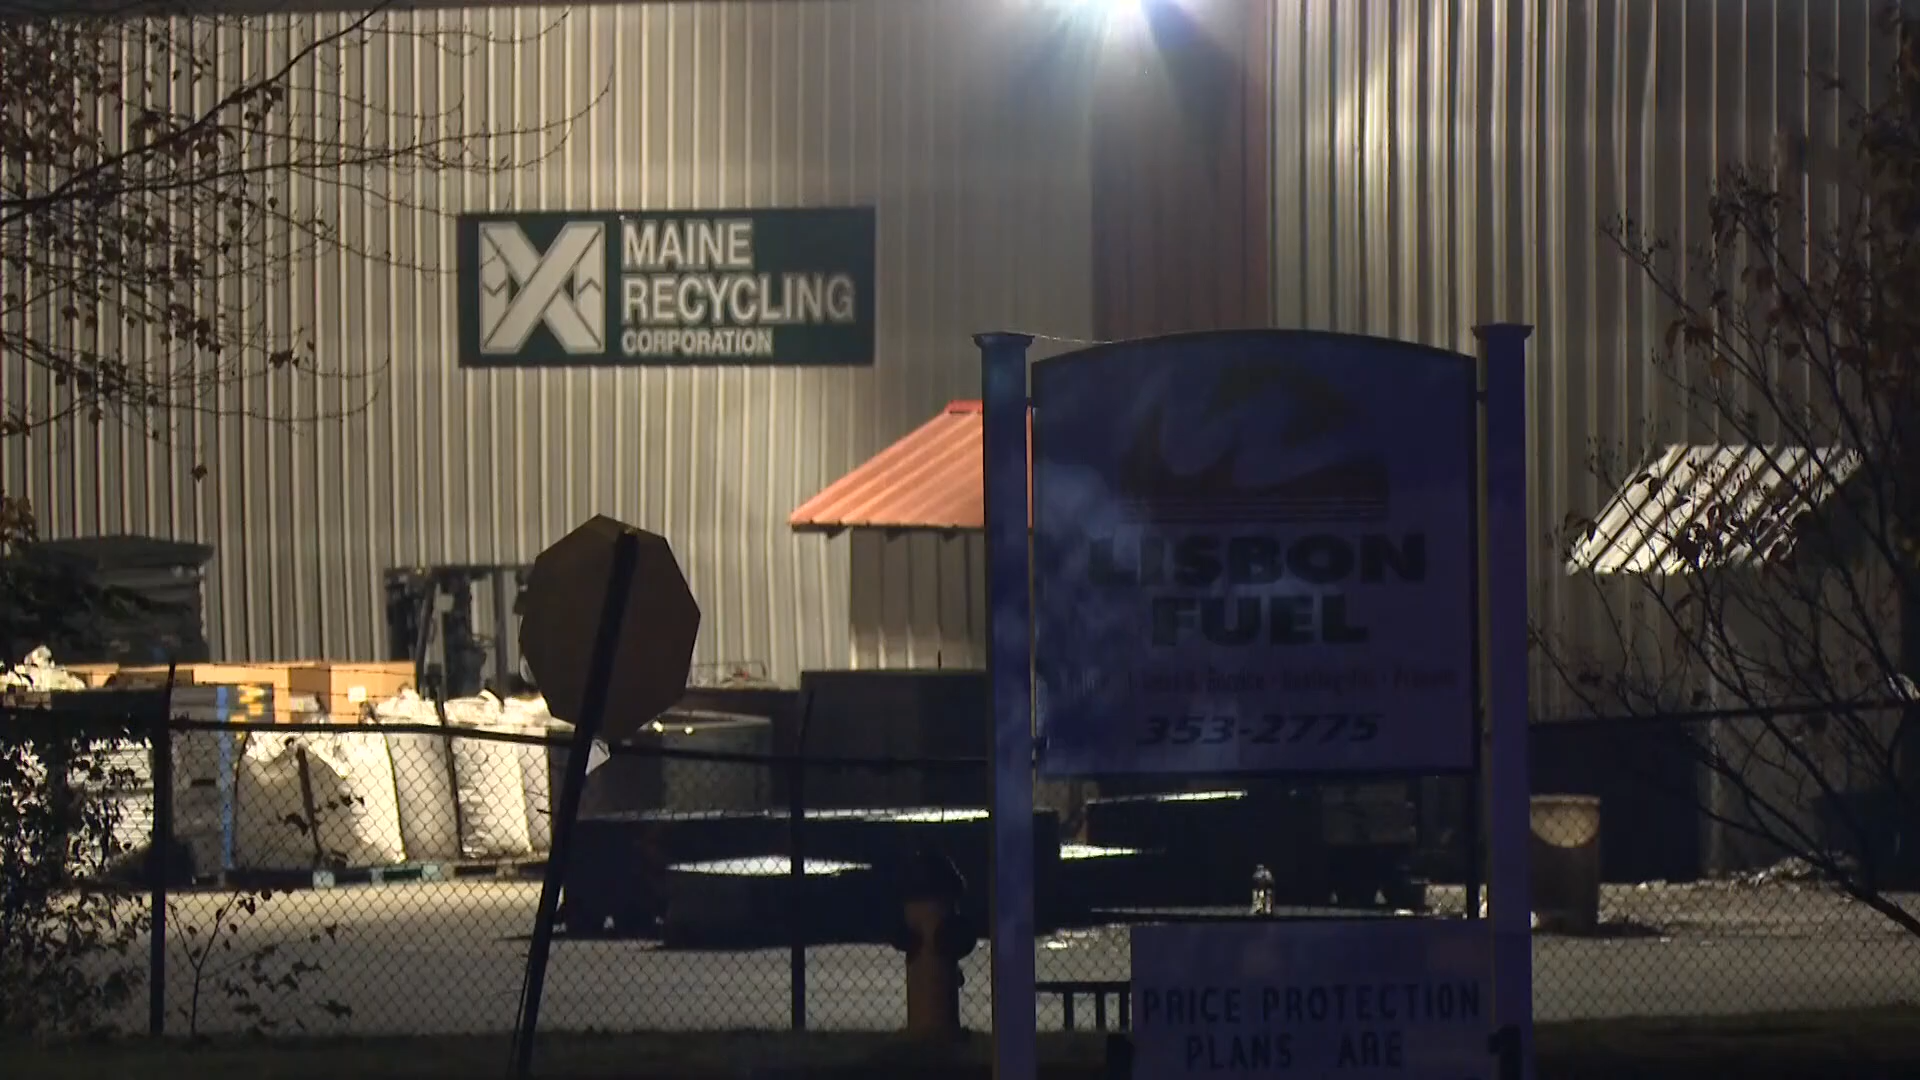 MAINE
RECYCLING
CORPORATION
LISBON
FUEL
353-2775
PRICE PROTECTION
PLANS ARE